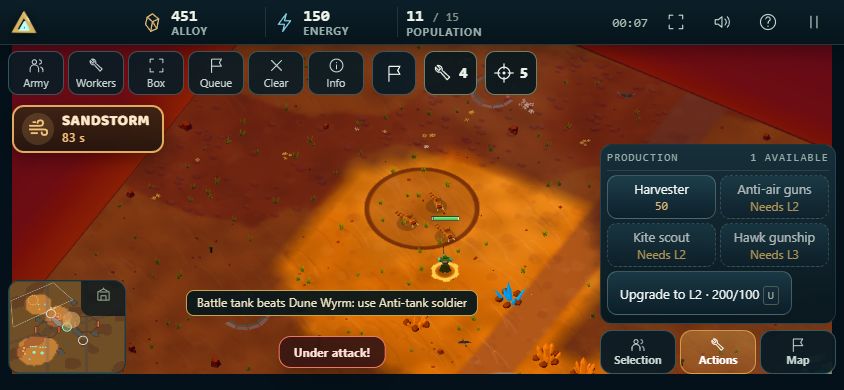 451
ALLOY
150
ENERGY
11 / 15
POPULATION
00:07
Army
Workers
Box
Queue
Clear
Info
4
5
SANDSTORM
83 s
PRODUCTION
1 AVAILABLE
Harvester
50
Anti-air guns
Needs L2
Kite scout
Needs L2
Hawk gunship
Needs L3
Upgrade to L2 · 200/100 U
Battle tank beats Dune Wyrm: use Anti-tank soldier
Under attack!
Selection
Actions
Map